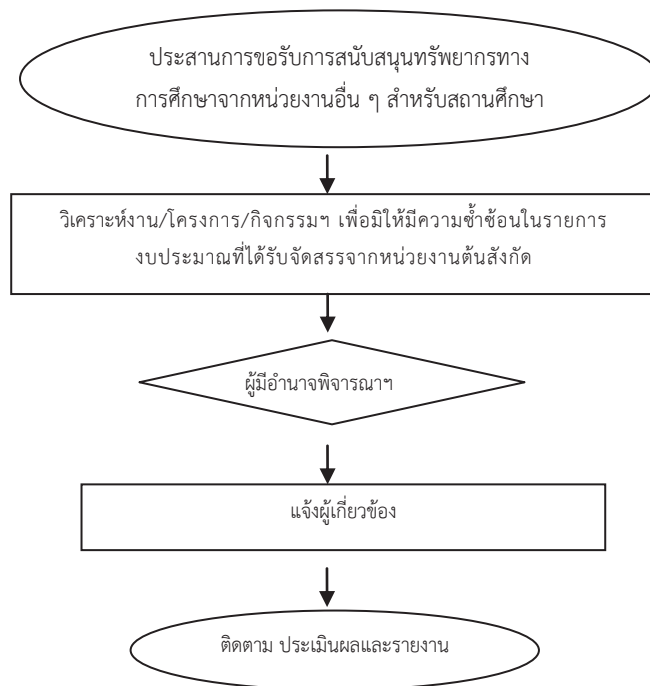 ประสานการขอรับการสนับสนุนทรัพยากรทาง
การศึกษาจากหน่วยงานอื่น ๆ สำหรับสถานศึกษา
วิเคราะห์งาน/โครงการ/กิจกรรมฯ เพื่อมิให้มีความซ้ำซ้อนในรายการ
งบประมาณที่ได้รับจัดสรรจากหน่วยงานต้นสังกัด
ผู้มีอำนาจพิจารณาฯ
แจ้งผู้เกี่ยวข้อง
ติดตาม ประเมินผลและรายงาน